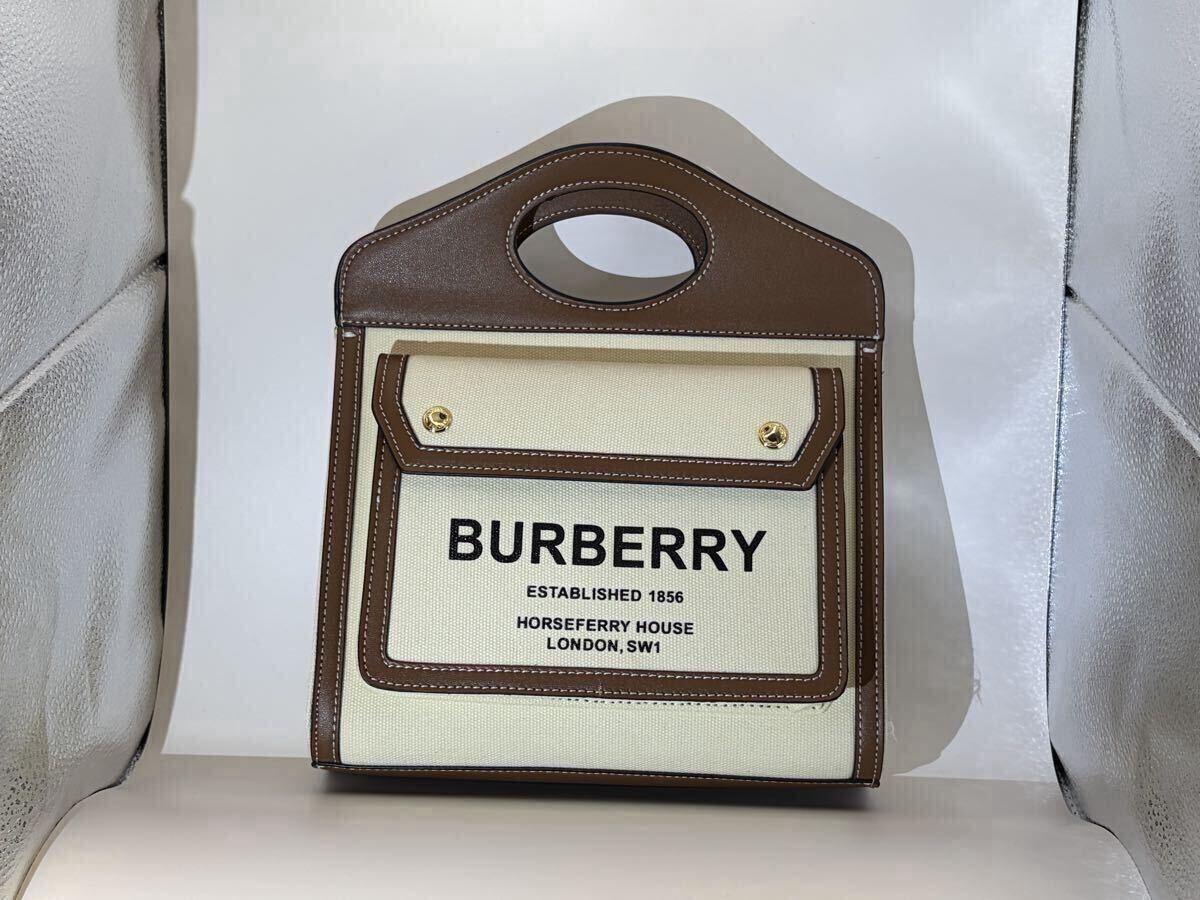 BURBERRY
ESTABLISHED 1856
HORSEFERRY HOUSE
LONDON, SW1